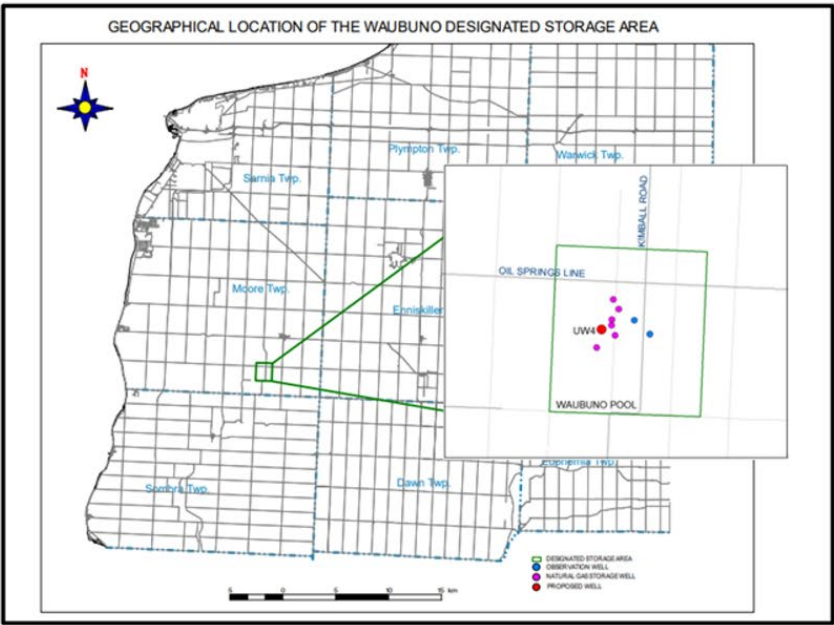 GEOGRAPHICAL LOCATION OF THE WAUBUNO DESIGNATED STORAGE AREA
N
Plympton Twp.
Warwick Twp.
Sarnia Twp.
KIMBALL ROAD
OIL SPRINGS LINE
Moore Twp.
Enniskillen
UW4
WAUBUNO POOL
Euphemia Twp.
Dawn Twp.
Sombra Twp.
DESIGNATED STORAGE AREA
OBSERVATION WELL
NATURAL GAS STORAGE WELL
PROPOSED WELL
5 0 5 10 15 km